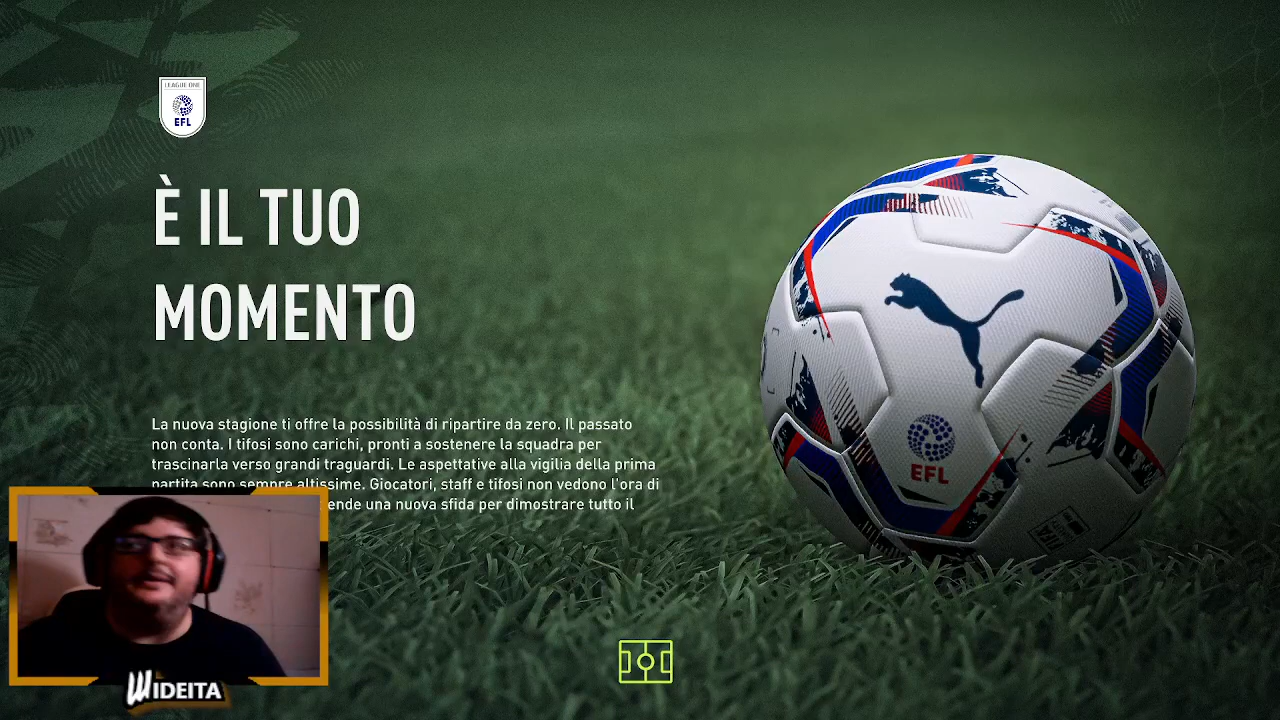 LEAGUE ONE
EFL
È IL TUO
MOMENTO
La nuova stagione ti offre la possibilità di ripartire da zero. Il passato
non conta. I tifosi sono carichi, pronti a sostenere la squadra per
trascinarla verso grandi traguardi. Le aspettative alla vigilia della prima
partita sono sempre altissime. Giocatori, staff e tifosi non vedono l'ora di
ende una nuova sfida per dimostrare tutto il
EFL
WIDEITA